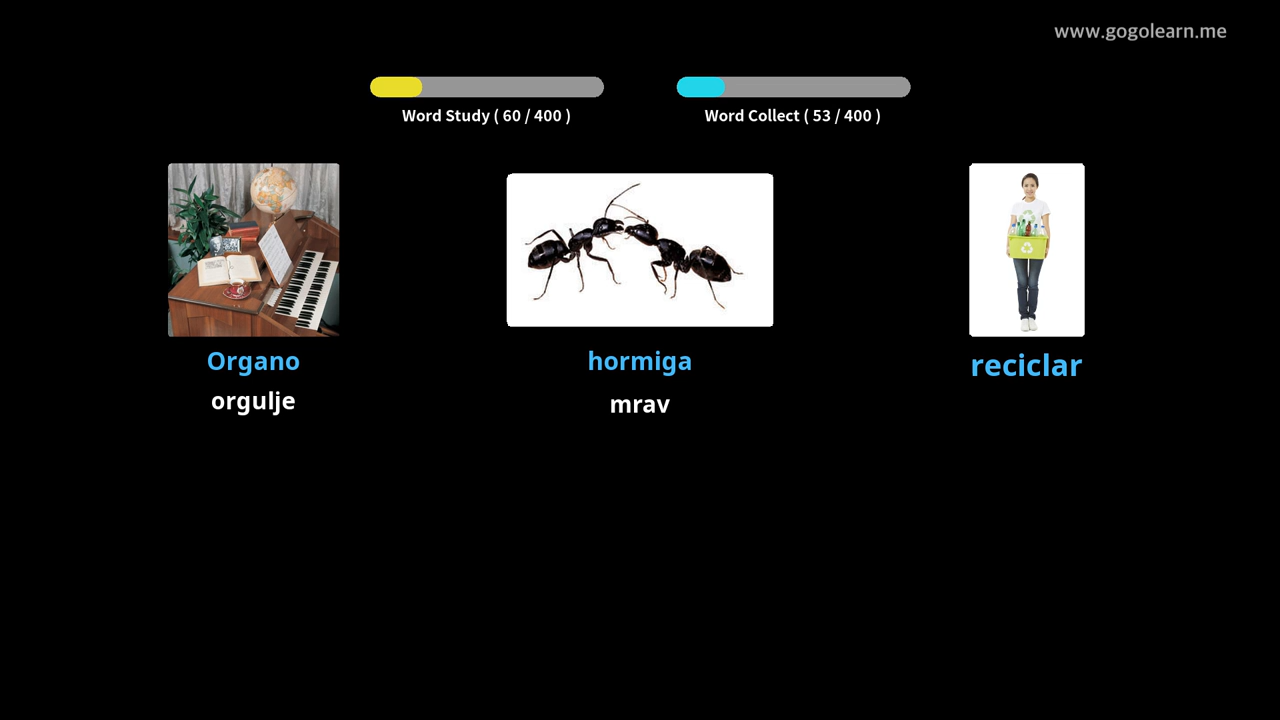 www.gogolearn.me
Word Study ( 60 / 400 )
Word Collect ( 53 / 400 )
Organo
orgulje
hormiga
mrav
reciclar